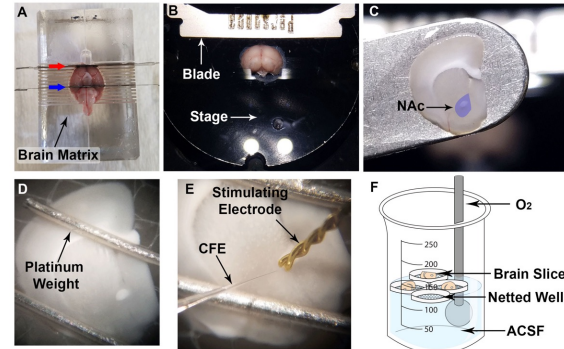 A
Brain Matrix
B
Blade
Stage
C
NAc
D
Platinum
Weight
E
Stimulating
Electrode
CFE
F
O2
250
200
150
100
50
Brain Slice
Netted Well
ACSF